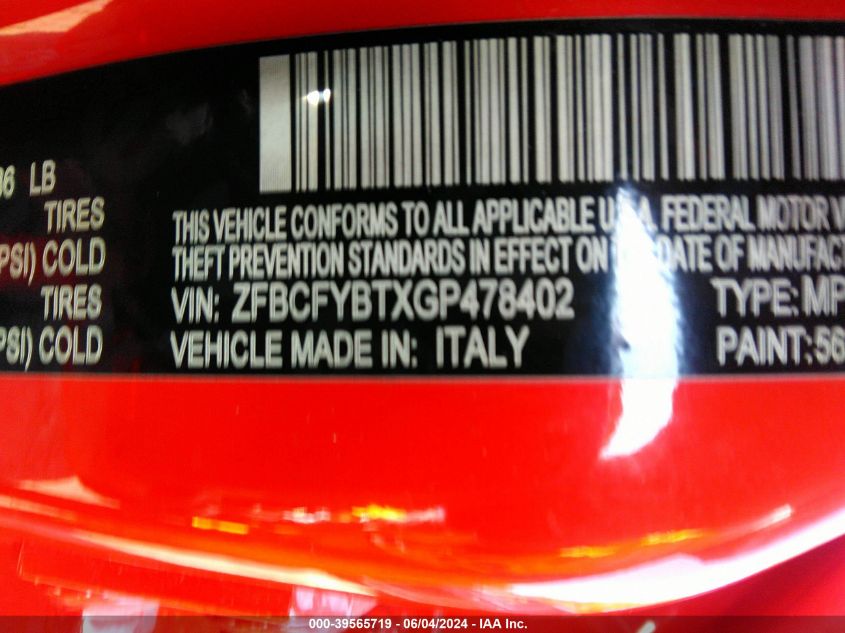 36 LB
TIRES
PSI) COLD
TIRES
PSI) COLD
THIS VEHICLE CONFORMS TO ALL APPLICABLE U.S.A. FEDERAL MOTOR V
THEFT PREVENTION STANDARDS IN EFFECT ON THE DATE OF MANUFACT
VIN: ZFBCFYBTXGP478402 TYPE: MP
VEHICLE MADE IN: ITALY PAINT: 56
000-39565719 - 06/04/2024 - IAA Inc.